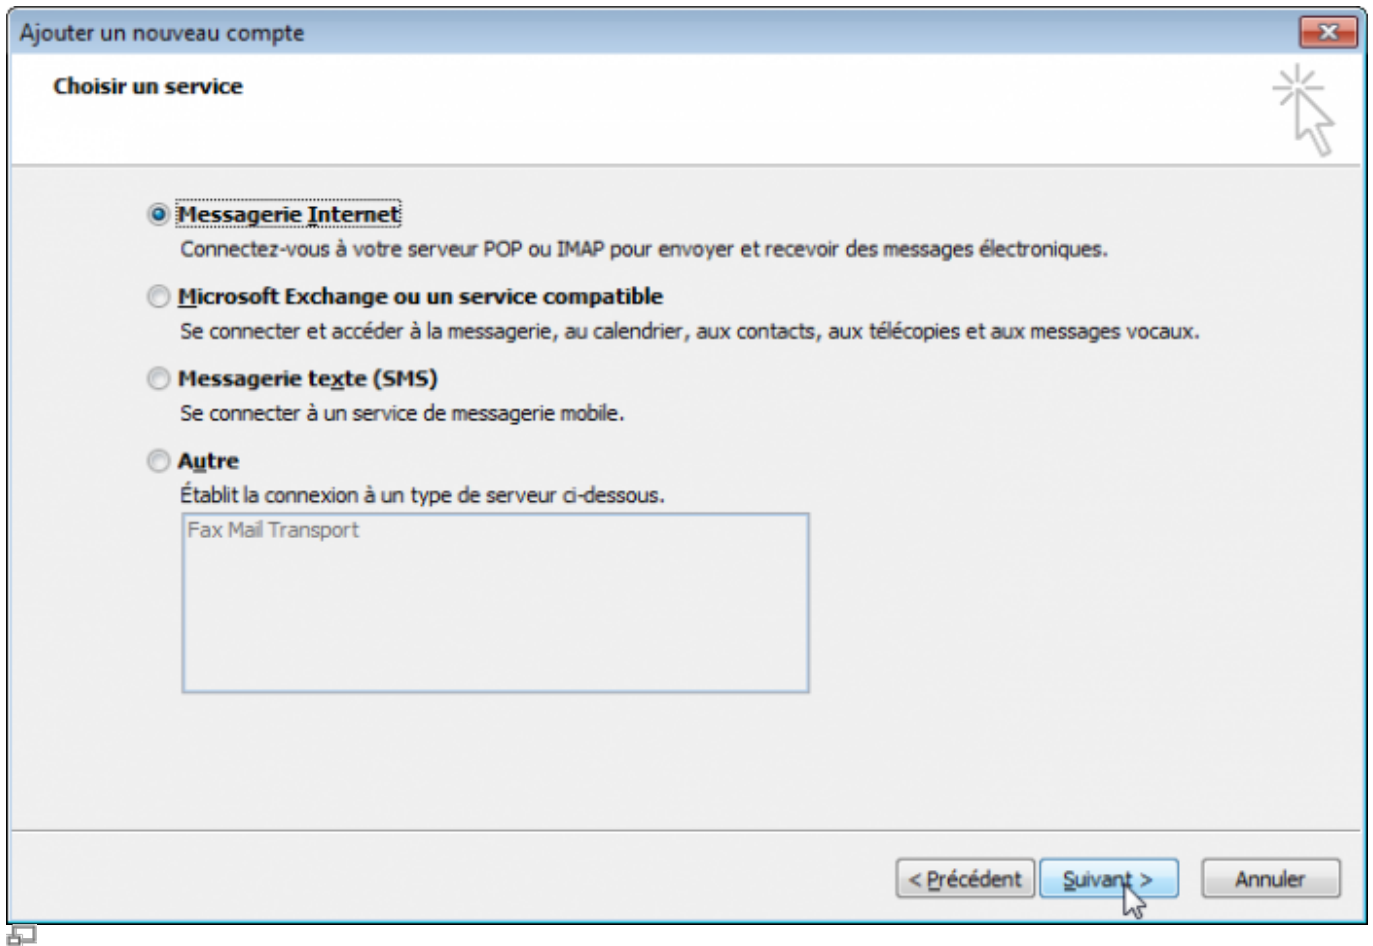 Ajouter un nouveau compte
Choisir un service
Messagerie Internet
Connectez-vous à votre serveur POP ou IMAP pour envoyer et recevoir des messages électroniques.
Microsoft Exchange ou un service compatible
Se connecter et accéder à la messagerie, au calendrier, aux contacts, aux télécopies et aux messages vocaux.
Messagerie texte (SMS)
Se connecter à un service de messagerie mobile.
Autre
Établit la connexion à un type de serveur ci-dessous.
Fax Mail Transport
< Précédent Suivant > Annuler